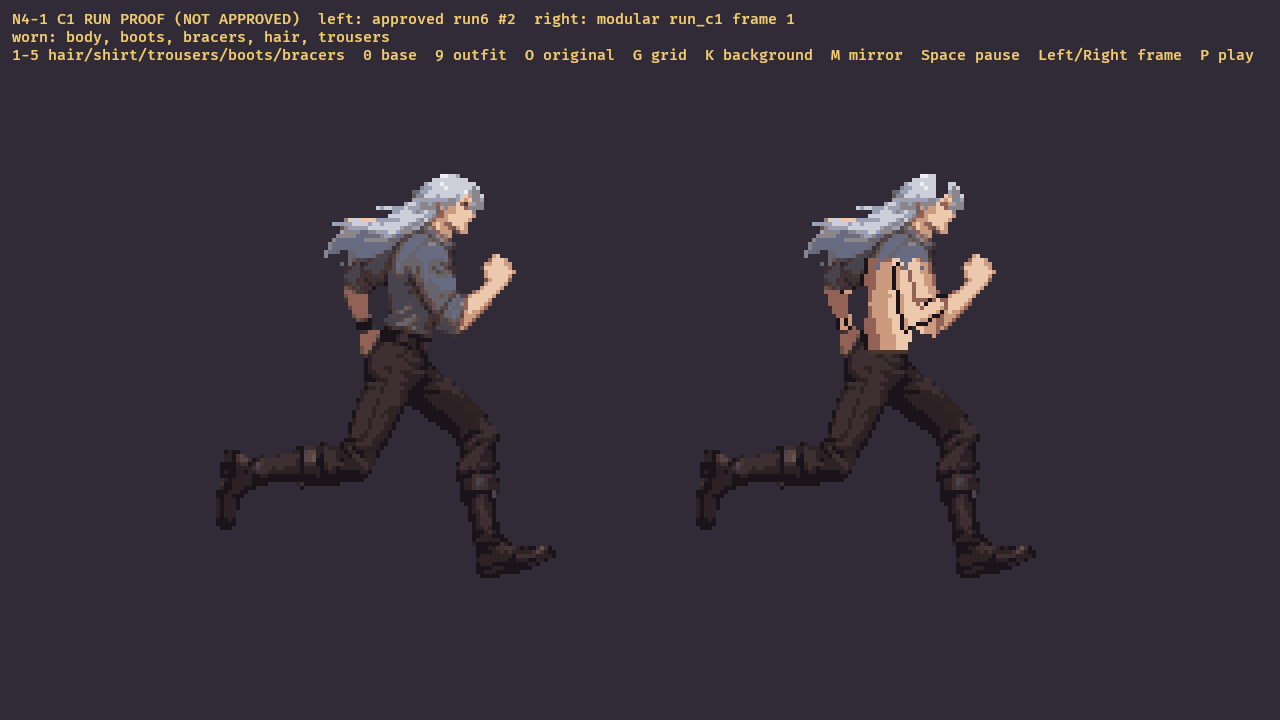 N4-1 C1 RUN PROOF (NOT APPROVED)  left: approved run6 #2  right: modular run_c1 frame 1
worn: body, boots, bracers, hair, trousers
1-5 hair/shirt/trousers/boots/bracers  0 base  9 outfit  O original  G grid  K background  M mirror  Space pause  Left/Right frame  P play